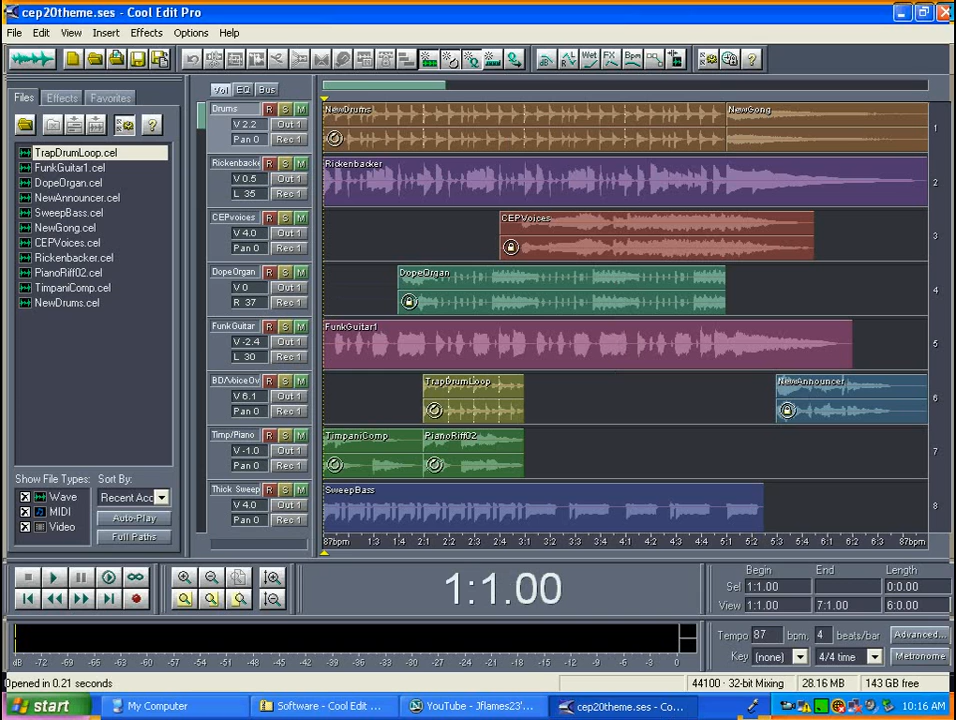 cep20theme.ses - Cool Edit Pro
File Edit View Insert Effects Options Help
Files Effects Favorites
TrapDrumLoop.cel
FunkGuitar1.cel
DopeOrgan.cel
NewAnnouncer.cel
SweepBass.cel
NewGong.cel
CEPVoices.cel
Rickenbacker.cel
PianoRiff02.cel
TimpaniComp.cel
NewDrums.cel
Show File Types: Sort By:
Wave
MIDI
Video
Recent Acc
Auto-Play
Full Paths
Vol EQ Bus
Drums R S M
V 2.2 Out 1
Pan 0 Rec 1
NewDrums NewGong 1
Rickenback R S M
V 0.5 Out 1
L 35 Rec 1
Rickenbacker 2
CEPvoices R S M
V 4.0 Out 1
Pan 0 Rec 1
CEPVoices 3
DopeOrgan R S M
V 0 Out 1
R 37 Rec 1
DopeOrgan 4
FunkGuitar R S M
V -2.4 Out 1
L 30 Rec 1
FunkGuitar1 5
BD/VoiceOv R S M
V 6.1 Out 1
Pan 0 Rec 1
TrapDrumLoop NewAnnouncer 6
Timp/Piano R S M
V -1.0 Out 1
Pan 0 Rec 1
TimpaniComp PianoRiff02 7
Thick Sweep R S M
V 4.0 Out 1
Pan 0 Rec 1
SweepBass 8
87bpm 1:3 1:4 2:1 2:2 2:3 2:4 3:1 3:2 3:3 3:4 4:1 4:2 4:3 4:4 5:1 5:2 5:3 5:4 6:1 6:2 6:3 87bpm
1:1.00
Begin End Length
Sel 1:1.00 0:0.00
View 1:1.00 7:1.00 6:0.00
dB -72 -69 -66 -63 -60 -57 -54 -51 -48 -45 -42 -39 -36 -33 -30 -27 -24 -21 -18 -15 -12 -9 -6 -3 0
Tempo 87 bpm, 4 beats/bar Advanced...
Key (none) 4/4 time Metronome
Opened in 0.21 seconds
44100 · 32-bit Mixing 28.16 MB 143 GB free
start My Computer Software - Cool Edit ... YouTube - Jflames23'... cep20theme.ses - Co... 10:16 AM